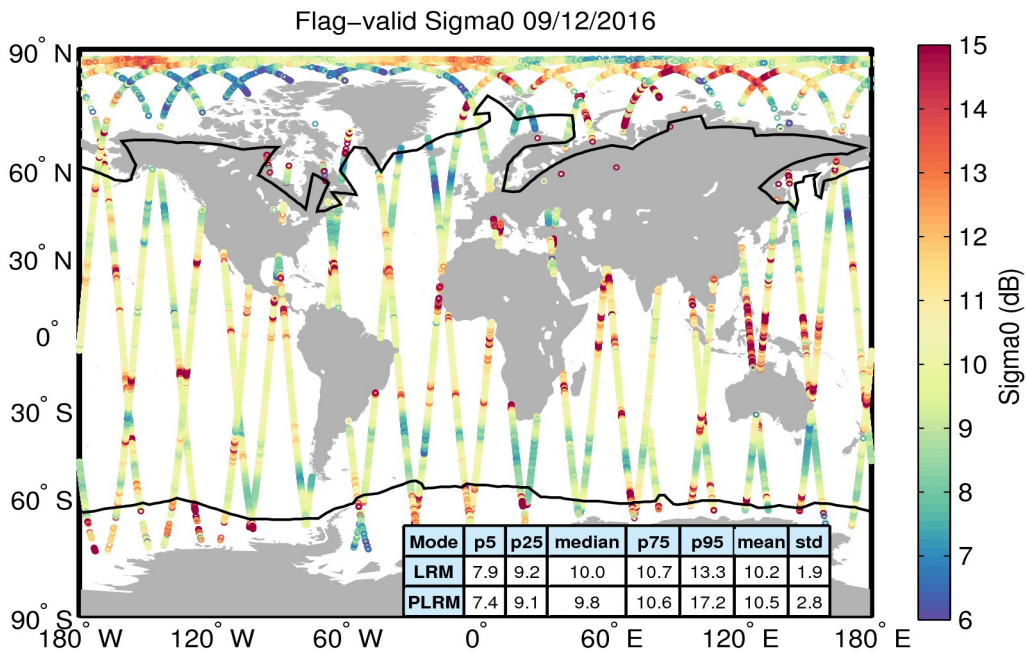 Flag−valid Sigma0 09/12/2016
90° N
60° N
30° N
0°
30° S
60° S
90° S
180° W
120° W
60° W
0°
60° E
120° E
180° E
15
14
13
12
11
10
9
8
7
6
Sigma0 (dB)
Mode p5 p25 median p75 p95 mean std
LRM 7.9 9.2 10.0 10.7 13.3 10.2 1.9
PLRM 7.4 9.1 9.8 10.6 17.2 10.5 2.8